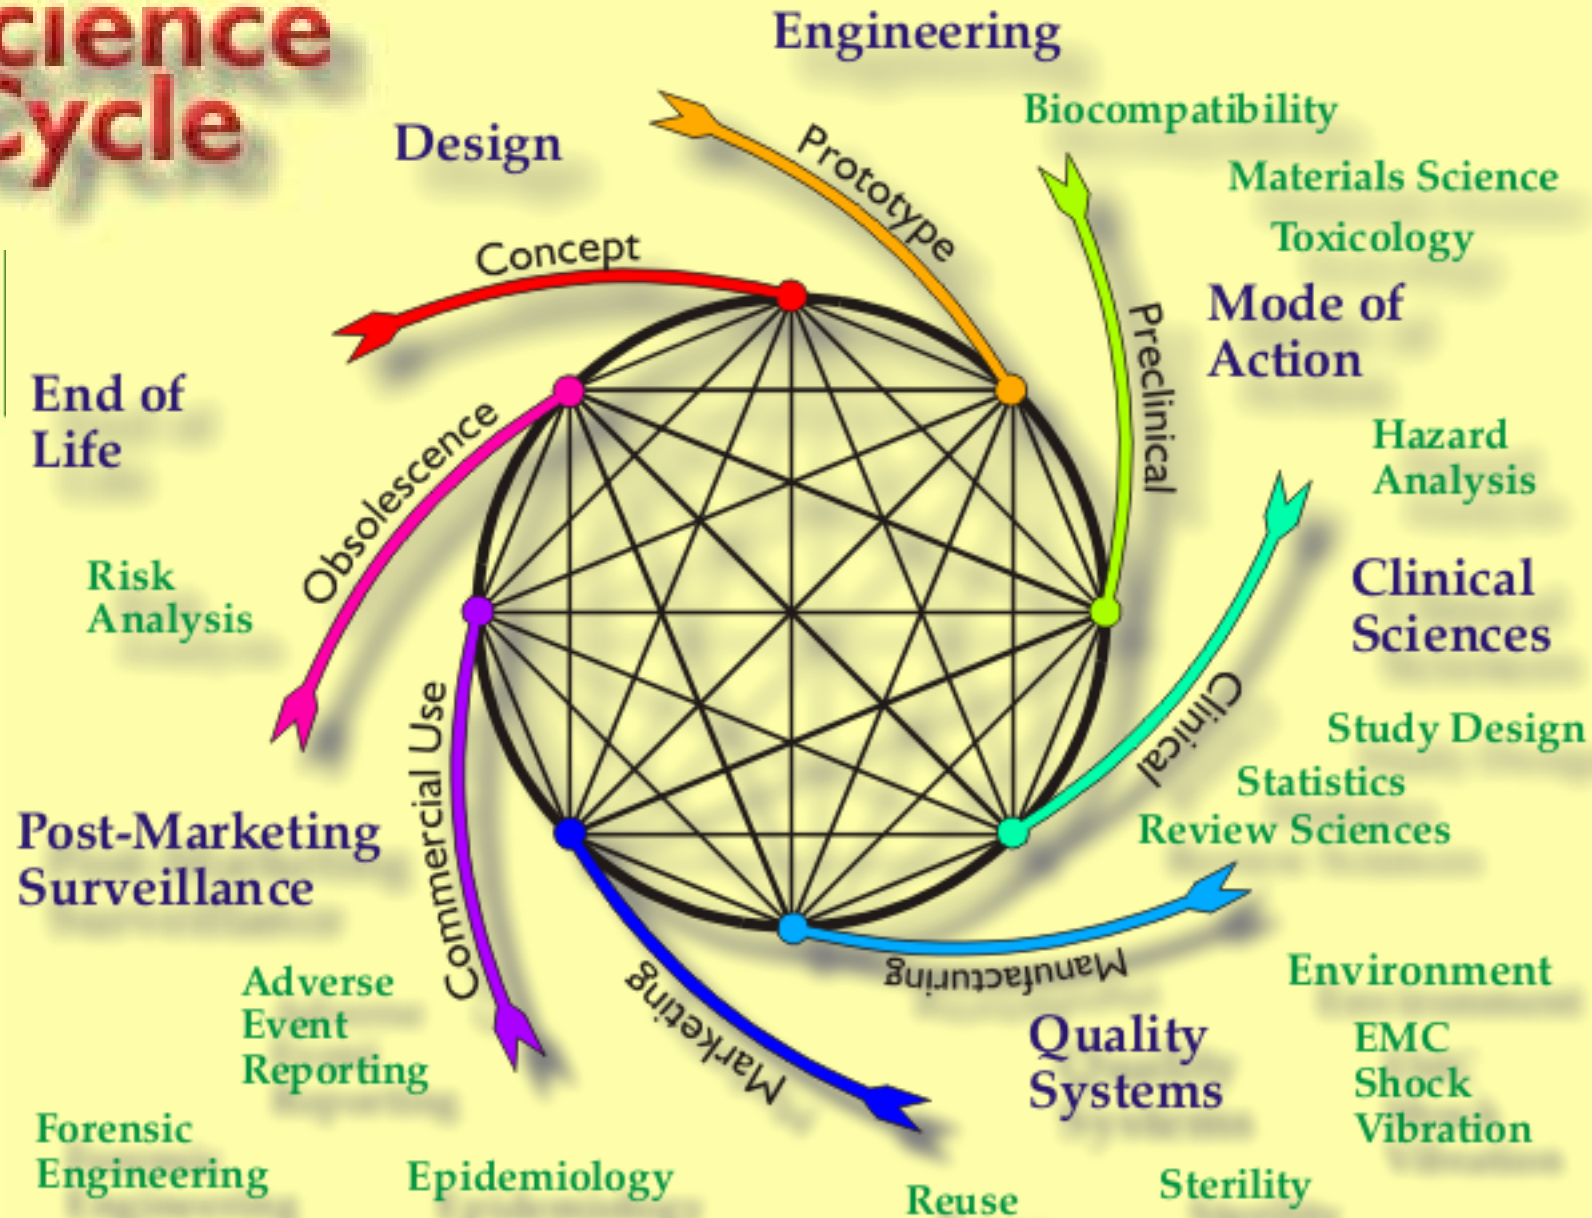 cience
Cycle
Engineering
Design
Biocompatibility
Prototype
Materials Science
Toxicology
Concept
Mode of
Action
Preclinical
End of
Life
Obsolescence
Hazard
Analysis
Risk
Analysis
Clinical
Sciences
Clinical
Commercial Use
Study Design
Statistics
Review Sciences
Post-Marketing
Surveillance
Manufacturing
Marketing
Environment
Adverse
Event
Reporting
Quality
Systems
EMC
Shock
Vibration
Forensic
Engineering
Epidemiology
Reuse
Sterility